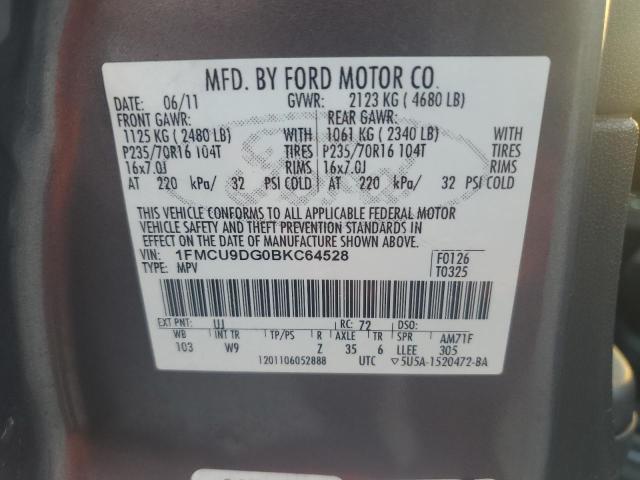 MFD. BY FORD MOTOR CO.
DATE: 06/11 GVWR: 2123 KG ( 4680 LB)
FRONT GAWR: REAR GAWR:
1125 KG ( 2480 LB) WITH 1061 KG ( 2340 LB) WITH
P235/70R16 104T TIRES P235/70R16 104T TIRES
16x7.0J RIMS 16x7.0J RIMS
AT 220 kPa/ 32 PSI COLD AT 220 kPa/ 32 PSI COLD
THIS VEHICLE CONFORMS TO ALL APPLICABLE FEDERAL MOTOR
VEHICLE SAFETY AND THEFT PREVENTION STANDARDS IN
EFFECT ON THE DATE OF MANUFACTURE SHOWN ABOVE.
VIN: 1FMCU9DG0BKC64528 F0126
TYPE: MPV T0325
EXT PNT: UJ RC: 72 DSO:
WB INT TR TP/PS R AXLE TR SPR AM71F
103 W9 Z 35 6 LLEE 305
1201106052888 UTC ▽5U5A-1520472-BA